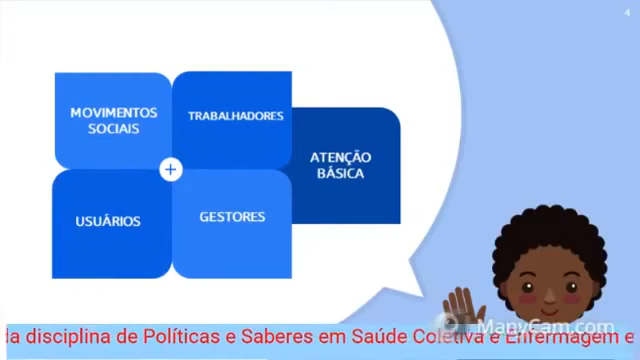 4
MOVIMENTOS
SOCIAIS
TRABALHADORES
ATENÇÃO
BÁSICA
+
USUÁRIOS
GESTORES
ManyCam.com
da disciplina de Políticas e Saberes em Saúde Coletiva e Enfermagem e